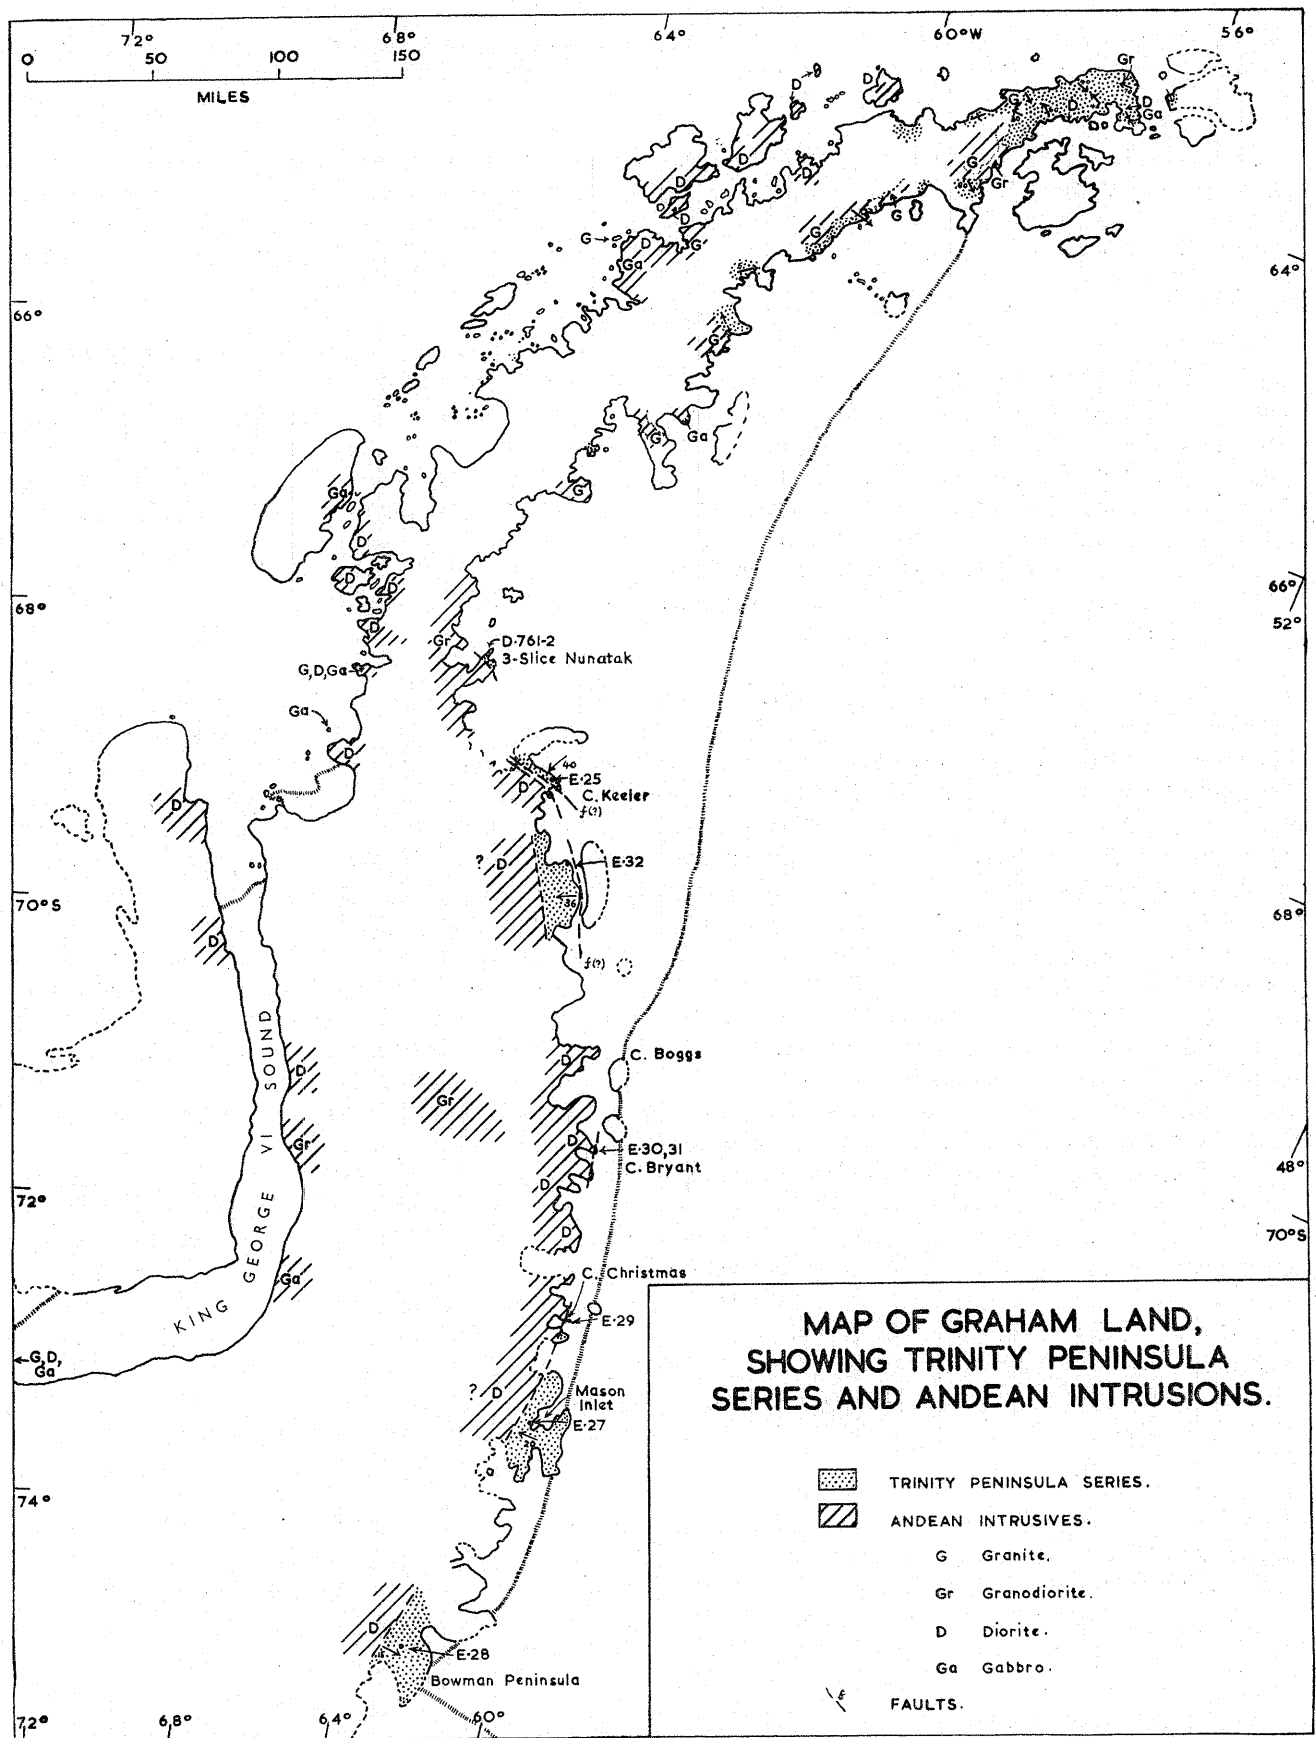 72° 68° 64° 60°W 56°
0 50 100 150
MILES
D D Gr
G D D
Ga
D D D G
D Gr
D G
G D G G
Ga
64°
66°
G
G Ga
Ga G
D
D D
66°
68°
52°
D
Gr D·761-2
3-Slice Nunatak
G,D,Ga
Ga
D
40
E·25
D C. Keeler
f(?)
D
? D E·32
36
70°S
68°
D
f(?)
KING GEORGE VI SOUND
C. Boggs
D
D
Gr
D E·30,31
C. Bryant
Gr
48°
D
72°
D
70°S
Ga
C. Christmas
E·29
G,D,
Ga
? D
Mason
Inlet
E·27
20
74°
D
E·28
Bowman Peninsula
72° 68° 64° 60°
MAP OF GRAHAM LAND,
SHOWING TRINITY PENINSULA
SERIES AND ANDEAN INTRUSIONS.
TRINITY PENINSULA SERIES.
ANDEAN INTRUSIVES.
G Granite.
Gr Granodiorite.
D Diorite.
Ga Gabbro.
f FAULTS.